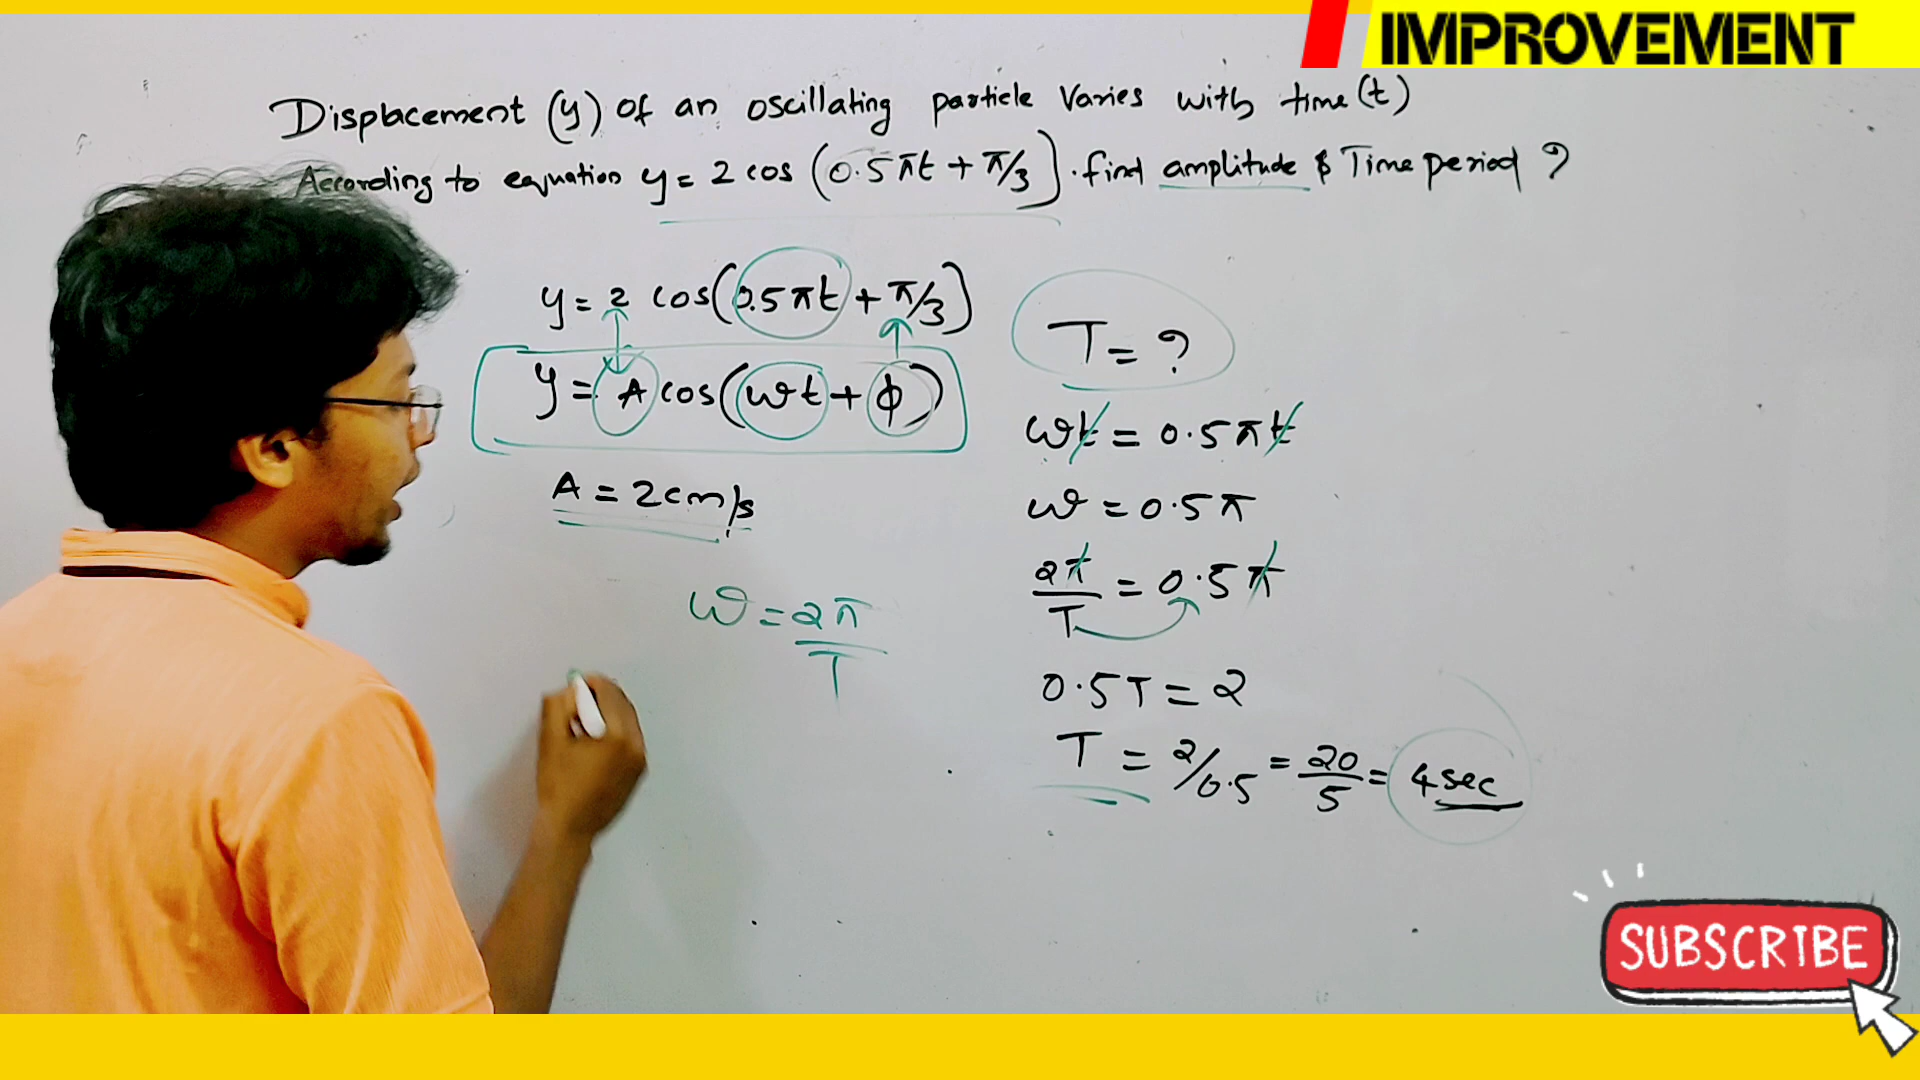 IMPROVEMENT
Displacement (y) of an oscillating particle varies with time (t)
According to equation y = 2 cos (0.5πt + π/3). find amplitude & Time period ?
y = 2 cos(0.5πt + π/3)
y = A cos(ωt + ϕ)
A = 2cm/s
ω = 2π/T
T = ?
ωt = 0.5πt
ω = 0.5π
2π/T = 0.5π
0.5T = 2
T = 2/0.5 = 20/5 = 4sec
SUBSCRIBE